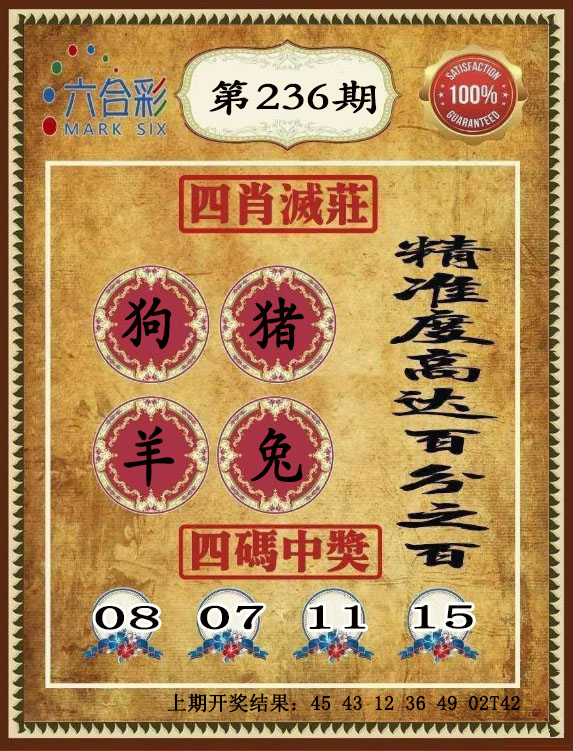 六合彩
MARK SIX
第236期
SATISFACTION
100%
GUARANTEED
四肖滅莊
狗 猪
羊 兔
精准度高达百分之百
四碼中獎
08 07 11 15
上期开奖结果：45 43 12 36 49 02T42